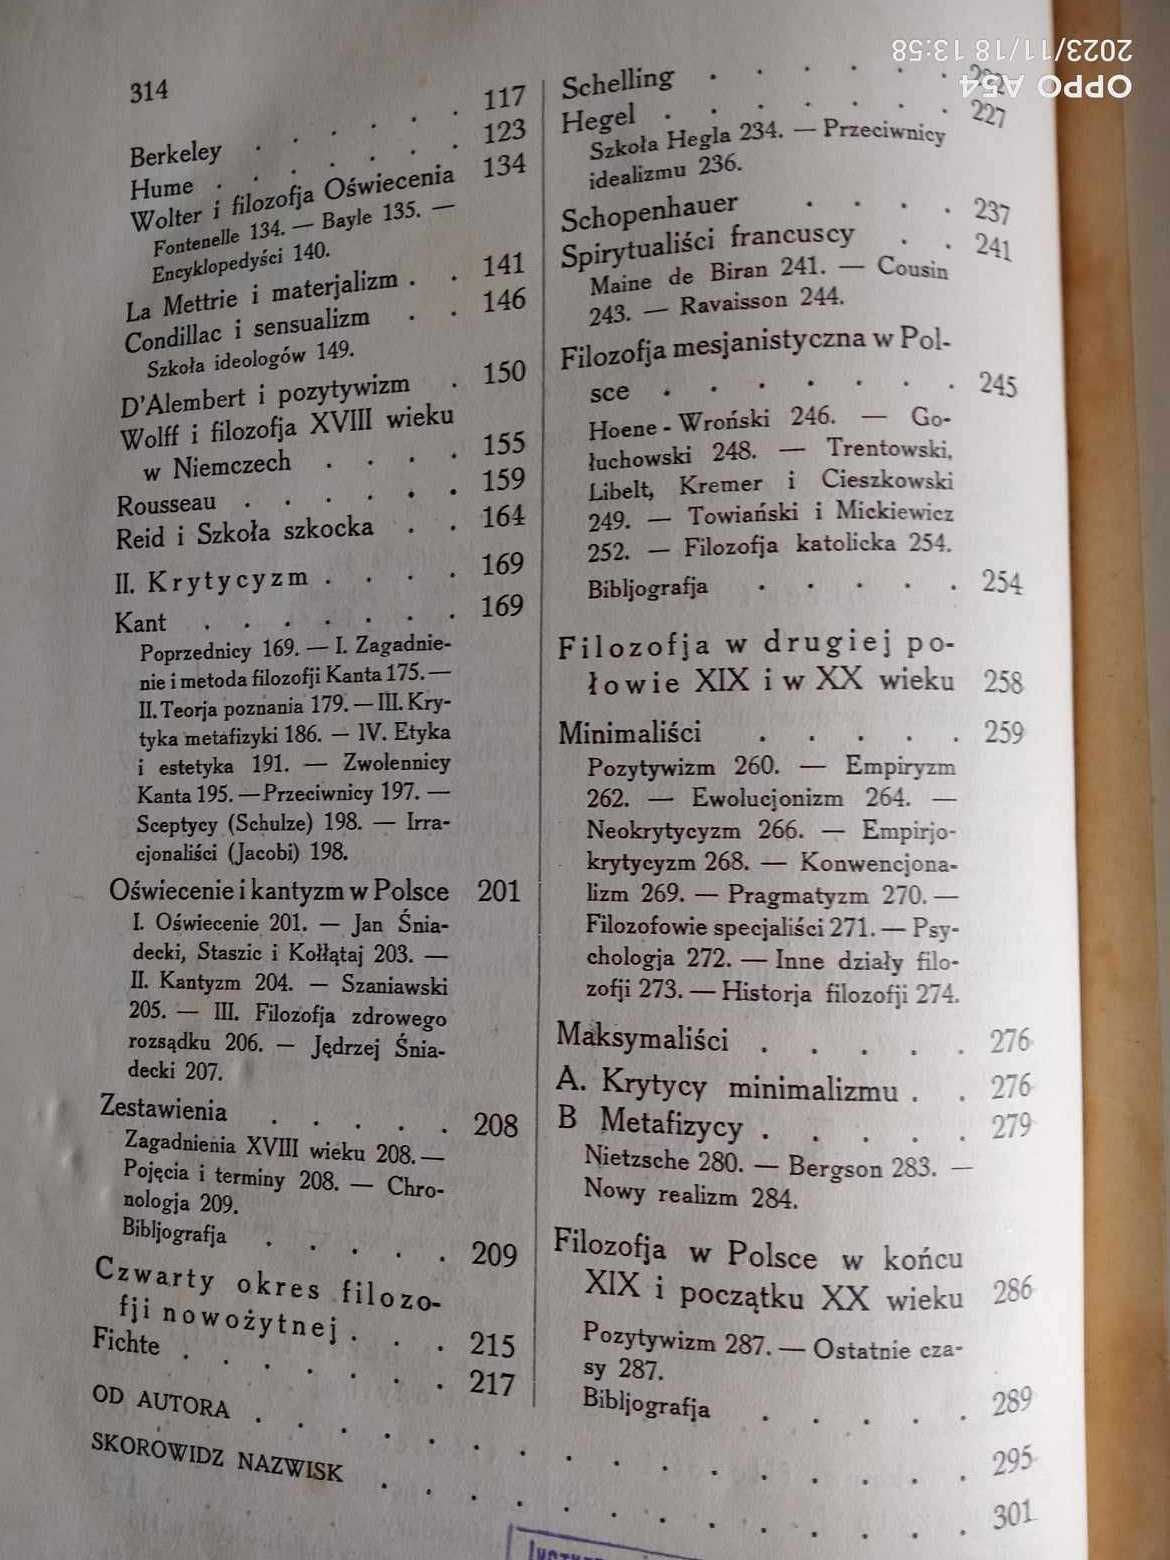 314
Berkeley . . . . . 117
Hume . . . . . . . 123
Wolter i filozofja Oświecenia 134
Fontenelle 134. — Bayle 135. —
Encyklopedyści 140.
La Mettrie i materjalizm . . 141
Condillac i sensualizm . . 146
Szkoła ideologów 149.
D'Alembert i pozytywizm . 150
Wolff i filozofja XVIII wieku
w Niemczech . . . . 155
Rousseau . . . . . . 159
Reid i Szkoła szkocka . . 164
II. Krytycyzm . . . . 169
Kant . . . . . . . 169
Poprzednicy 169. — I. Zagadnie-
nie i metoda filozofji Kanta 175. —
II. Teorja poznania 179. — III. Kry-
tyka metafizyki 186. — IV. Etyka
i estetyka 191. — Zwolennicy
Kanta 195. — Przeciwnicy 197. —
Sceptycy (Schulze) 198. — Irra-
cjonaliści (Jacobi) 198.
Oświecenie i kantyzm w Polsce 201
I. Oświecenie 201. — Jan Śnia-
decki, Staszic i Kołłątaj 203. —
II. Kantyzm 204. — Szaniawski
205. — III. Filozofja zdrowego
rozsądku 206. — Jędrzej Śnia-
decki 207.
Zestawienia . . . . . 208
Zagadnienia XVIII wieku 208. —
Pojęcia i terminy 208. — Chro-
nologja 209.
Bibljografja . . . . . 209
Czwarty okres filozo-
fji nowożytnej . . . 215
Fichte . . . . . . . 217
Schelling . . . . . .
Hegel . . . . . . . 227
Szkoła Hegla 234. — Przeciwnicy
idealizmu 236.
Schopenhauer . . . . 237
Spirytualiści francuscy . . 241
Maine de Biran 241. — Cousin
243. — Ravaisson 244.
Filozofja mesjanistyczna w Pol-
sce . . . . . . . 245
Hoene-Wroński 246. — Go-
łuchowski 248. — Trentowski,
Libelt, Kremer i Cieszkowski
249. — Towiański i Mickiewicz
252. — Filozofja katolicka 254.
Bibljografja . . . . . 254
Filozofja w drugiej po-
łowie XIX i w XX wieku 258
Minimaliści . . . . . 259
Pozytywizm 260. — Empiryzm
262. — Ewolucjonizm 264. —
Neokrytycyzm 266. — Empirjo-
krytycyzm 268. — Konwencjona-
lizm 269. — Pragmatyzm 270. —
Filozofowie specjaliści 271. — Psy-
chologja 272. — Inne działy filo-
zofji 273. — Historja filozofji 274.
Maksymaliści . . . . . 276
A. Krytycy minimalizmu . . 276
B Metafizycy . . . . . 279
Nietzsche 280. — Bergson 283. —
Nowy realizm 284.
Filozofja w Polsce w końcu
XIX i początku XX wieku 286
Pozytywizm 287. — Ostatnie cza-
sy 287.
Bibljografja . . . . . 289
OD AUTORA . . . . . . . . . . . . . . . . . 295
SKOROWIDZ NAZWISK . . . . . . . . . . . . . . 301
OPPO A54
2023/11/18 13:58